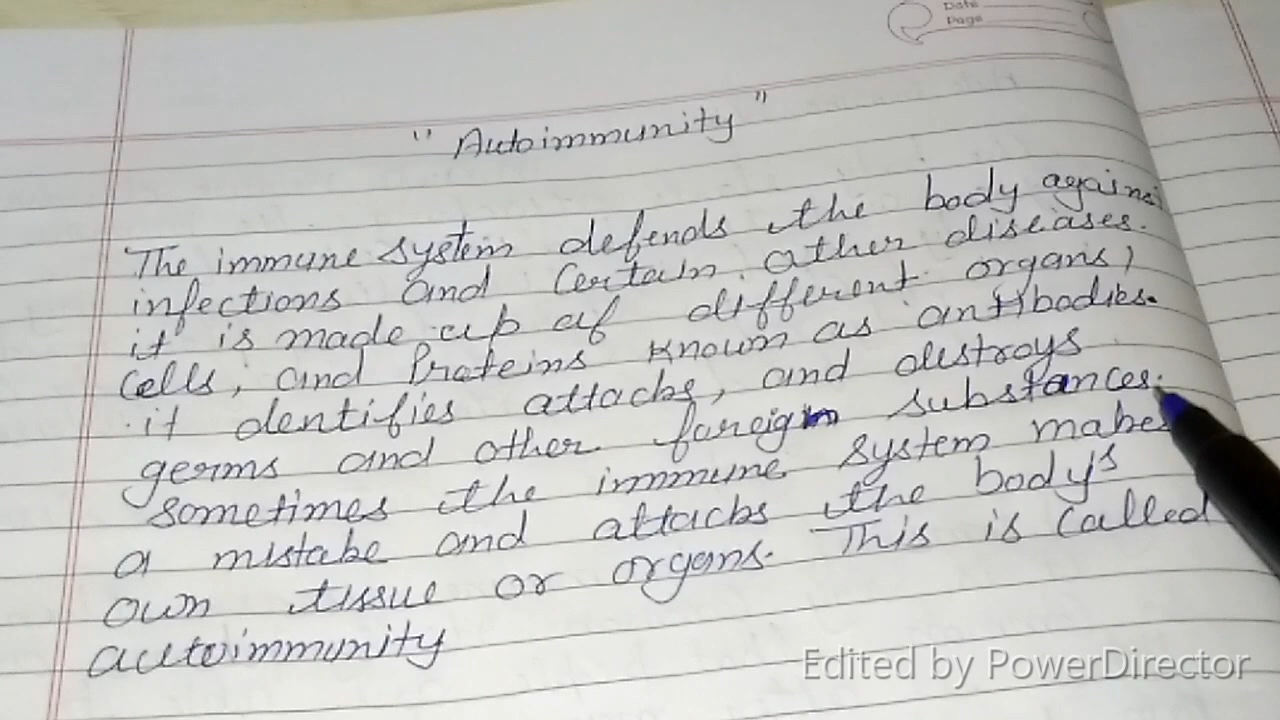 Date
Page
" Autoimmunity "
The immune system defends the body against
infections and certain other diseases.
it is made up of different organs,
cells, and Proteins known as antibodies.
it dentifies attacks, and destroys
germs and other foreign substances.
sometimes the immune system makes
a mistake and attacks the body's
own tissue or organs. This is called
autoimmunity
Edited by PowerDirector